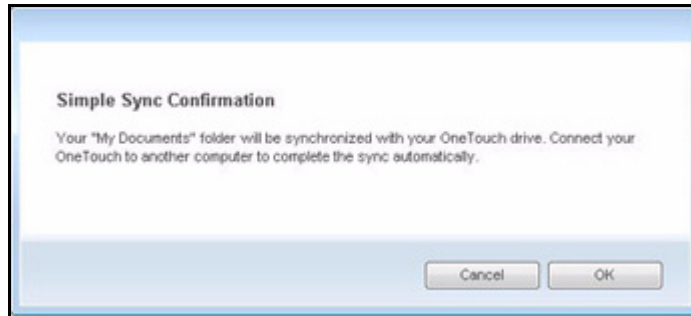 Simple Sync Confirmation
Your "My Documents" folder will be synchronized with your OneTouch drive. Connect your
OneTouch to another computer to complete the sync automatically.
Cancel
OK